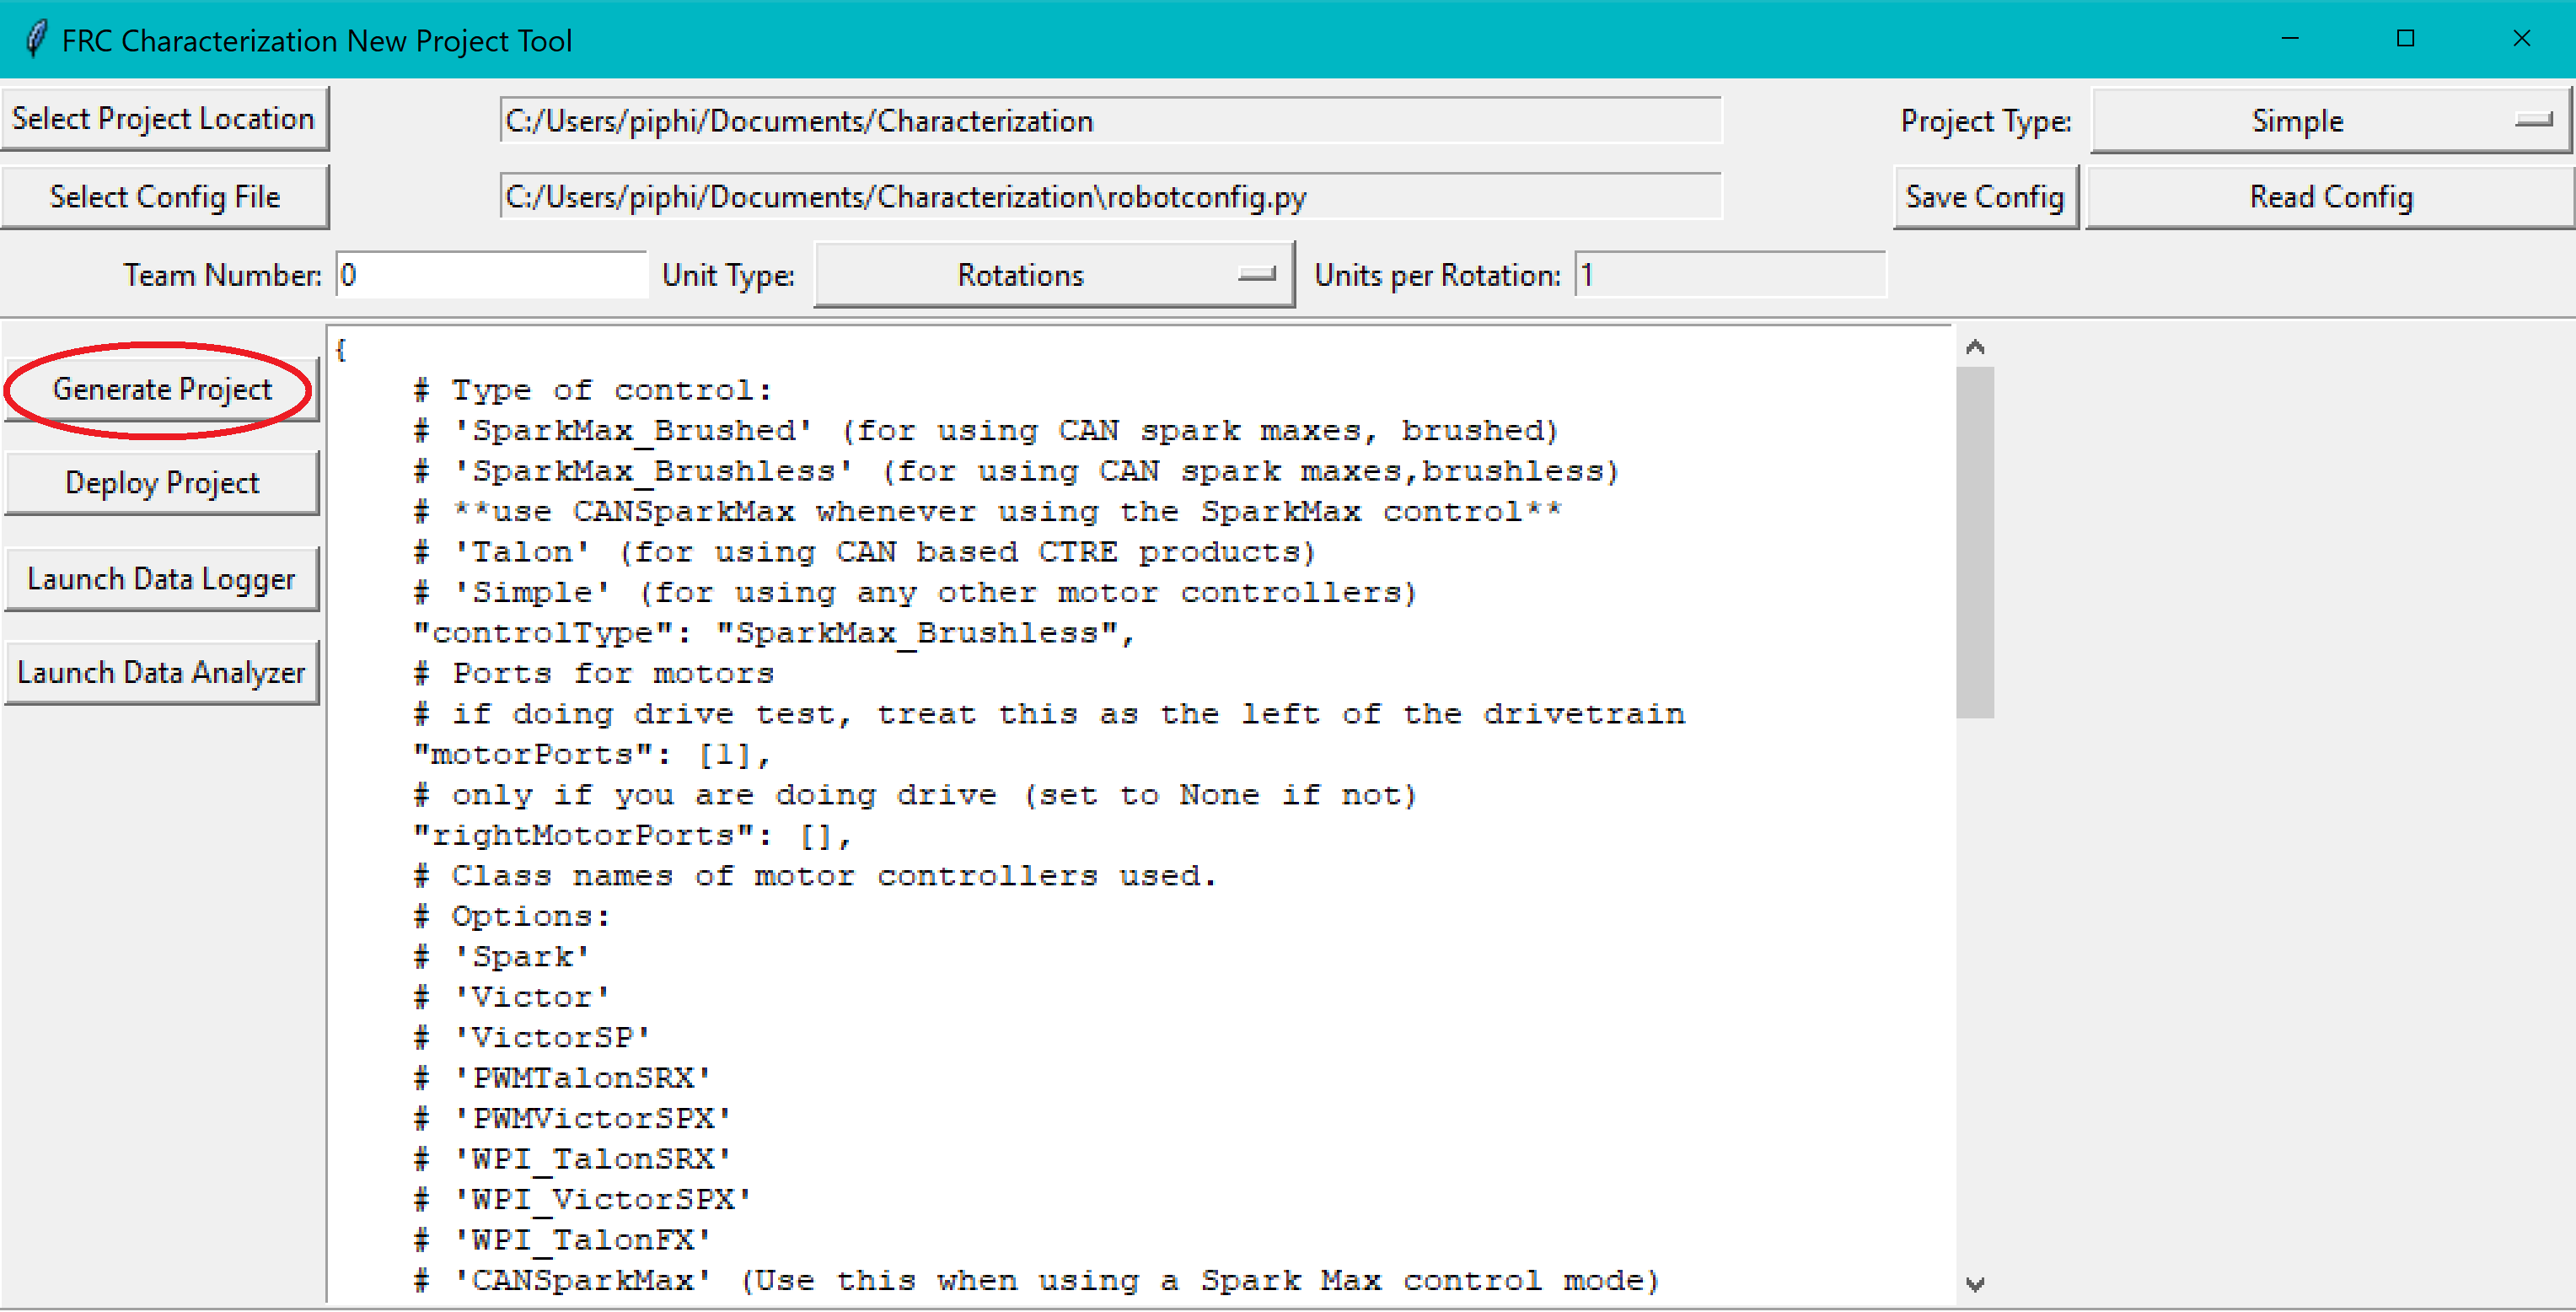 FRC Characterization New Project Tool
Select Project Location C:/Users/piphi/Documents/Characterization Project Type: Simple
Select Config File C:/Users/piphi/Documents/Characterization\robotconfig.py Save Config Read Config
Team Number: 0 Unit Type: Rotations Units per Rotation: 1
Generate Project
Deploy Project
Launch Data Logger
Launch Data Analyzer
{
# Type of control:
# 'SparkMax_Brushed' (for using CAN spark maxes, brushed)
# 'SparkMax_Brushless' (for using CAN spark maxes,brushless)
# **use CANSparkMax whenever using the SparkMax control**
# 'Talon' (for using CAN based CTRE products)
# 'Simple' (for using any other motor controllers)
"controlType": "SparkMax_Brushless",
# Ports for motors
# if doing drive test, treat this as the left of the drivetrain
"motorPorts": [1],
# only if you are doing drive (set to None if not)
"rightMotorPorts": [],
# Class names of motor controllers used.
# Options:
# 'Spark'
# 'Victor'
# 'VictorSP'
# 'PWMTalonSRX'
# 'PWMVictorSPX'
# 'WPI_TalonSRX'
# 'WPI_VictorSPX'
# 'WPI_TalonFX'
# 'CANSparkMax' (Use this when using a Spark Max control mode)